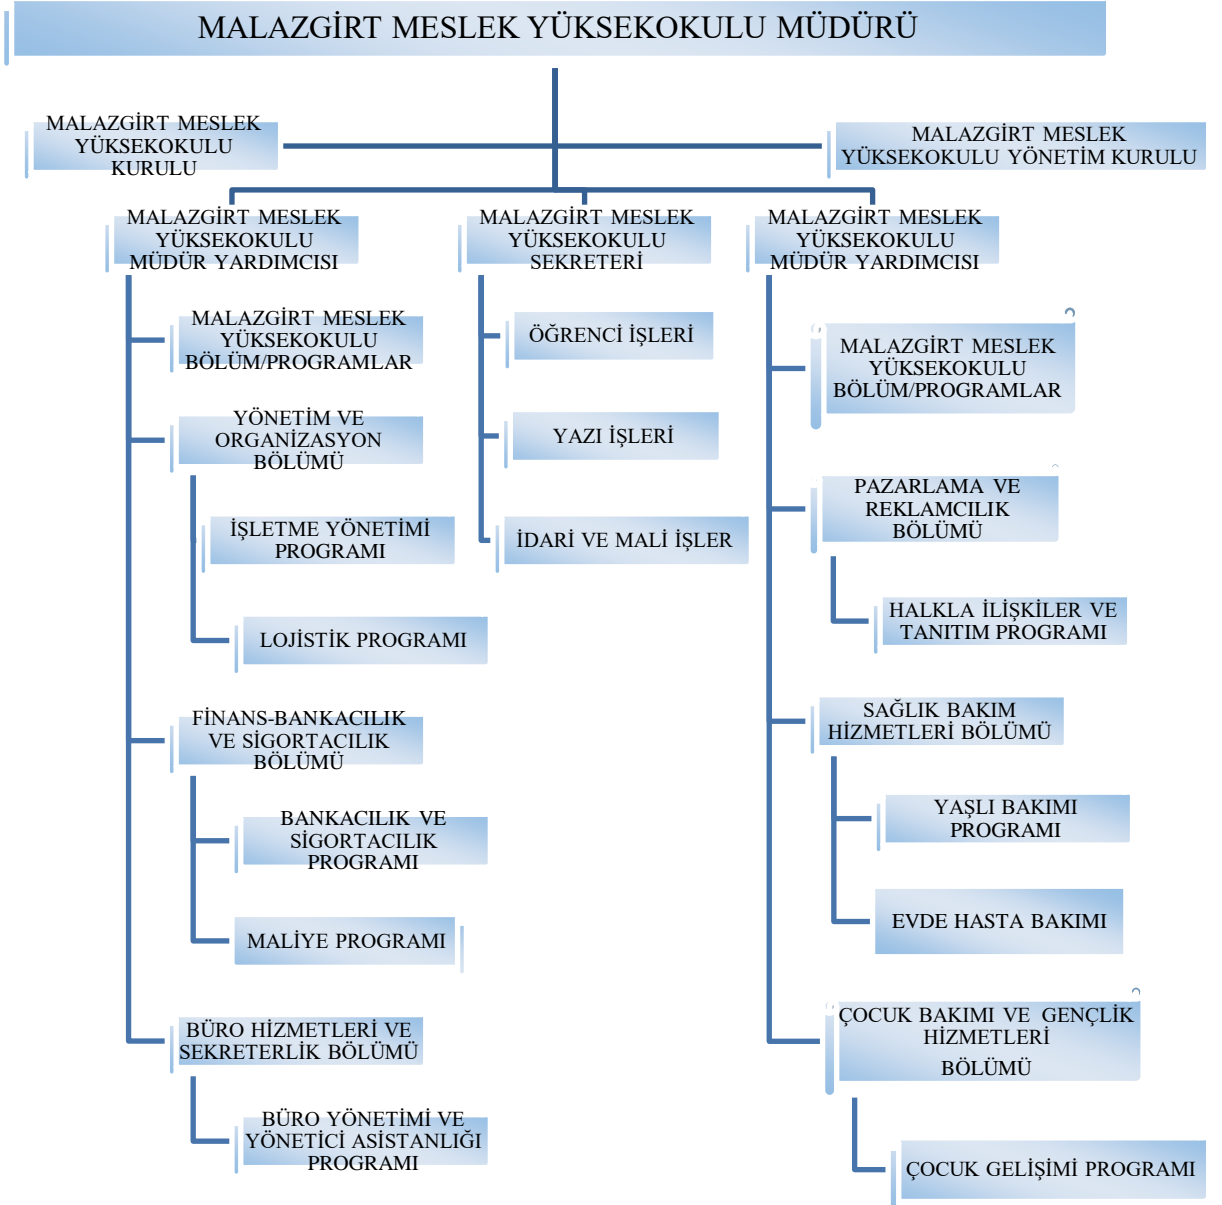 MALAZGİRT MESLEK YÜKSEKOKULU MÜDÜRÜ
MALAZGİRT MESLEK
YÜKSEKOKULU
KURULU
MALAZGİRT MESLEK
YÜKSEKOKULU YÖNETİM KURULU
MALAZGİRT MESLEK
YÜKSEKOKULU
MÜDÜR YARDIMCISI
MALAZGİRT MESLEK
YÜKSEKOKULU
BÖLÜM/PROGRAMLAR
YÖNETİM VE
ORGANİZASYON
BÖLÜMÜ
İŞLETME YÖNETİMİ
PROGRAMI
LOJİSTİK PROGRAMI
FİNANS-BANKACILIK
VE SİGORTACILIK
BÖLÜMÜ
BANKACILIK VE
SİGORTACILIK
PROGRAMI
MALİYE PROGRAMI
BÜRO HİZMETLERİ VE
SEKRETERLİK BÖLÜMÜ
BÜRO YÖNETİMİ VE
YÖNETİCİ ASİSTANLIĞI
PROGRAMI
MALAZGİRT MESLEK
YÜKSEKOKULU
SEKRETERİ
ÖĞRENCİ İŞLERİ
YAZI İŞLERİ
İDARİ VE MALİ İŞLER
MALAZGİRT MESLEK
YÜKSEKOKULU
MÜDÜR YARDIMCISI
MALAZGİRT MESLEK
YÜKSEKOKULU
BÖLÜM/PROGRAMLAR
PAZARLAMA VE
REKLAMCILIK
BÖLÜMÜ
HALKLA İLİŞKİLER VE
TANITIM PROGRAMI
SAĞLIK BAKIM
HİZMETLERİ BÖLÜMÜ
YAŞLI BAKIMI
PROGRAMI
EVDE HASTA BAKIMI
ÇOCUK BAKIMI VE GENÇLİK
HİZMETLERİ
BÖLÜMÜ
ÇOCUK GELİŞİMİ PROGRAMI